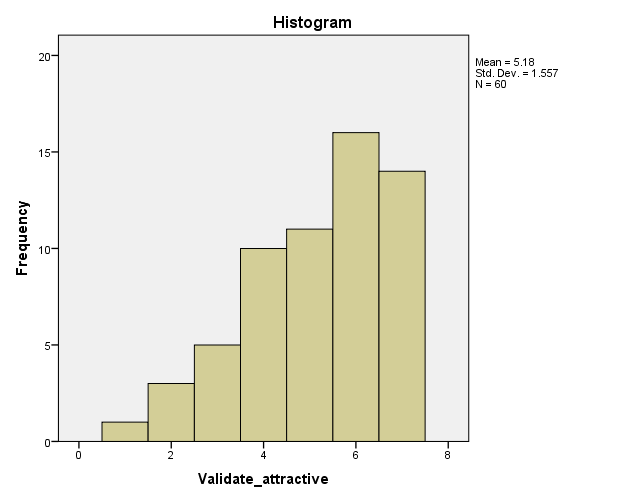 Histogram
20
15
10
5
0
Frequency
0 2 4 6 8
Validate_attractive
Mean = 5.18
Std. Dev. = 1.557
N = 60